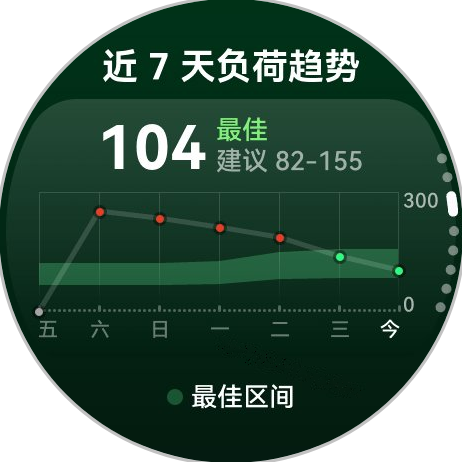 近 7 天负荷趋势
104 最佳
建议 82-155
300
0
五 六 日 一 二 三 今
最佳区间